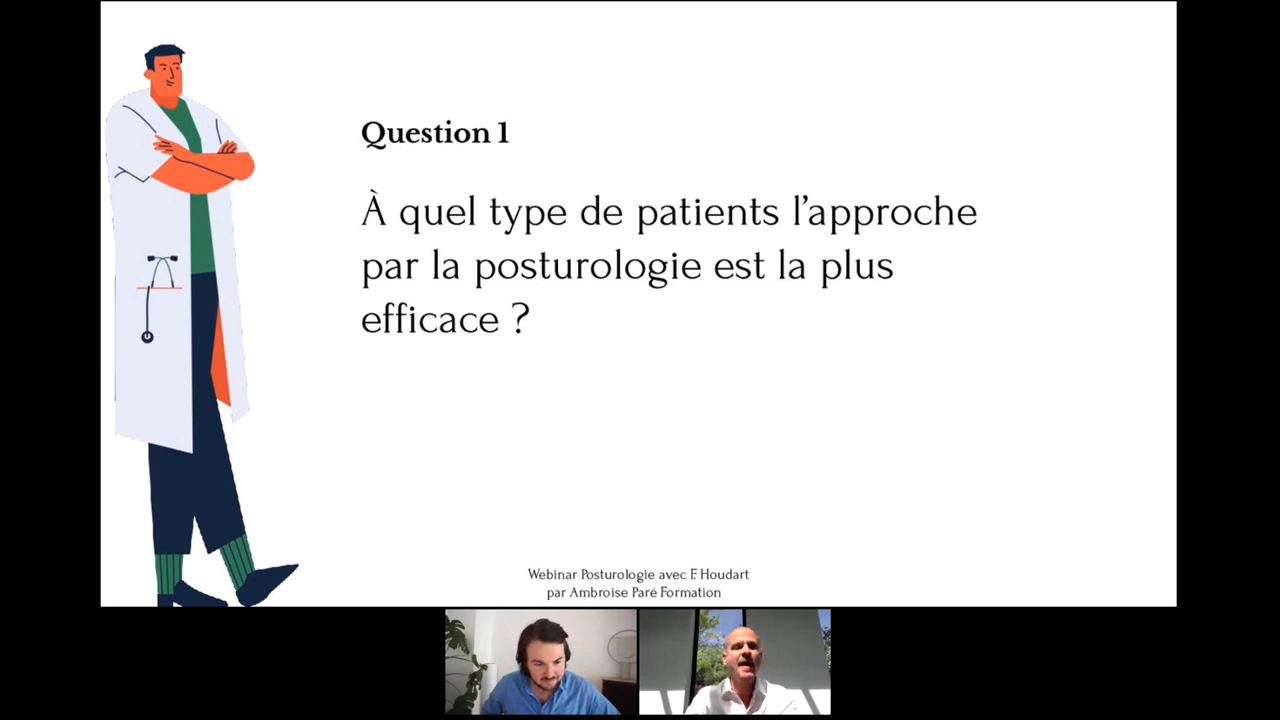 Question 1
À quel type de patients l’approche
par la posturologie est la plus
efficace ?
Webinar Posturologie avec F. Houdart
par Ambroise Paré Formation